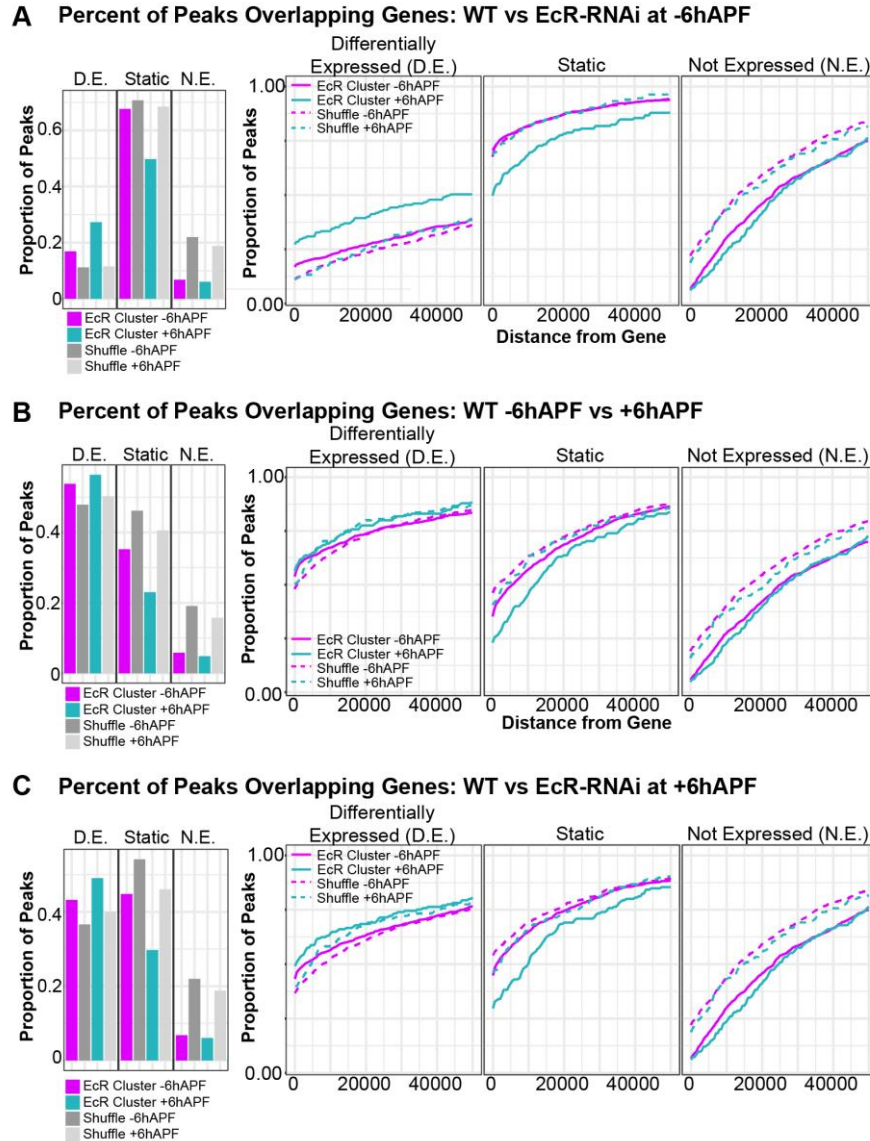 A Percent of Peaks Overlapping Genes: WT vs EcR-RNAi at -6hAPF
D.E. Static N.E.
Differentially
Expressed (D.E.) Static Not Expressed (N.E.)
Proportion of Peaks
0.6
0.4
0.2
0
EcR Cluster -6hAPF
EcR Cluster +6hAPF
Shuffle -6hAPF
Shuffle +6hAPF
Proportion of Peaks
1.00
0.00
EcR Cluster -6hAPF
EcR Cluster +6hAPF
Shuffle -6hAPF
Shuffle +6hAPF
0 20000 40000 0 20000 40000 0 20000 40000
Distance from Gene
B Percent of Peaks Overlapping Genes: WT -6hAPF vs +6hAPF
D.E. Static N.E.
Differentially
Expressed (D.E.) Static Not Expressed (N.E.)
Proportion of Peaks
0.4
0.2
0
EcR Cluster -6hAPF
EcR Cluster +6hAPF
Shuffle -6hAPF
Shuffle +6hAPF
Proportion of Peaks
1.00
0.00
EcR Cluster -6hAPF
EcR Cluster +6hAPF
Shuffle -6hAPF
Shuffle +6hAPF
0 20000 40000 0 20000 40000 0 20000 40000
Distance from Gene
C Percent of Peaks Overlapping Genes: WT vs EcR-RNAi at +6hAPF
D.E. Static N.E.
Differentially
Expressed (D.E.) Static Not Expressed (N.E.)
Proportion of Peaks
0.4
0.2
0
EcR Cluster -6hAPF
EcR Cluster +6hAPF
Shuffle -6hAPF
Shuffle +6hAPF
Proportion of Peaks
1.00
0.00
EcR Cluster -6hAPF
EcR Cluster +6hAPF
Shuffle -6hAPF
Shuffle +6hAPF
0 20000 40000 0 20000 40000 0 20000 40000
Distance from Gene